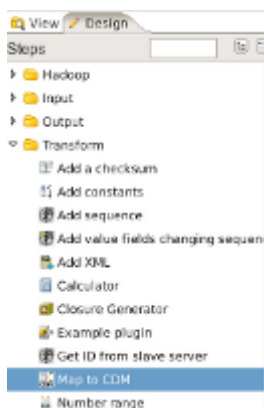 View Design
Steps
Hadoop
Input
Output
Transform
Add a checksum
Add constants
Add sequence
Add value fields changing sequen
Add XML
Calculator
Closure Generator
Example plugin
Get ID from slave server
Map to CDM
Number range